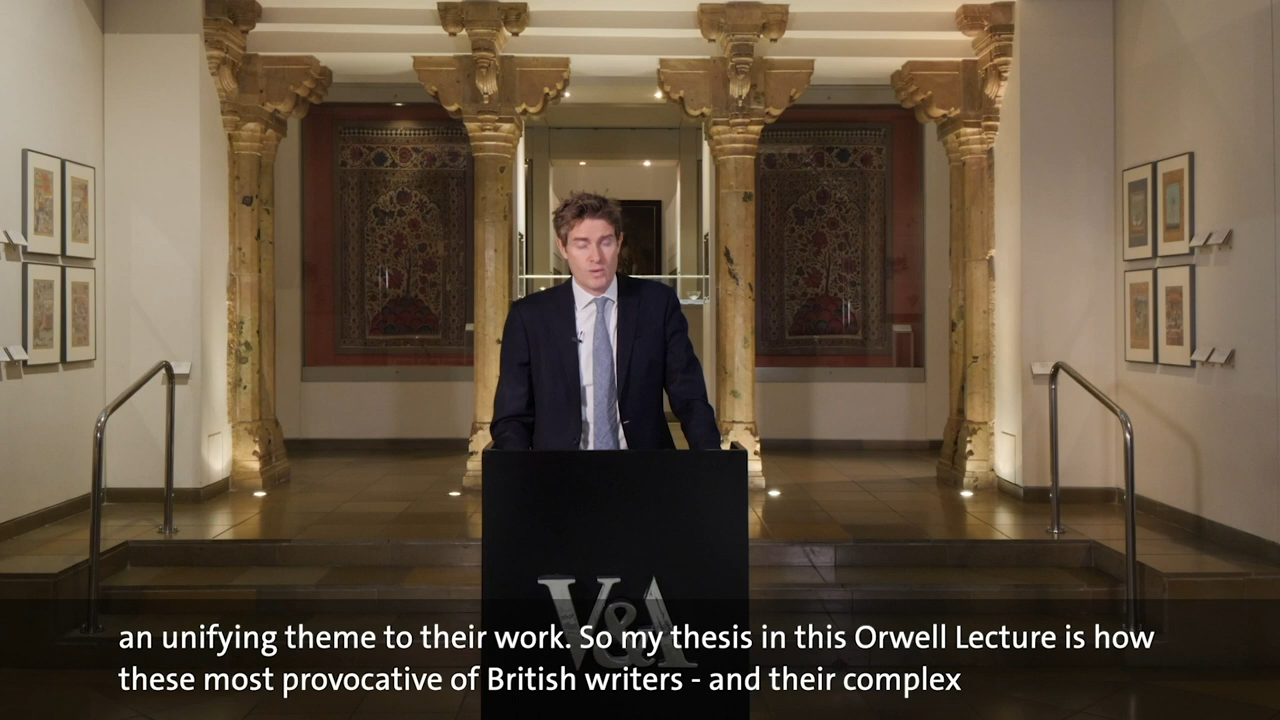 V&A
an unifying theme to their work. So my thesis in this Orwell Lecture is how
these most provocative of British writers - and their complex